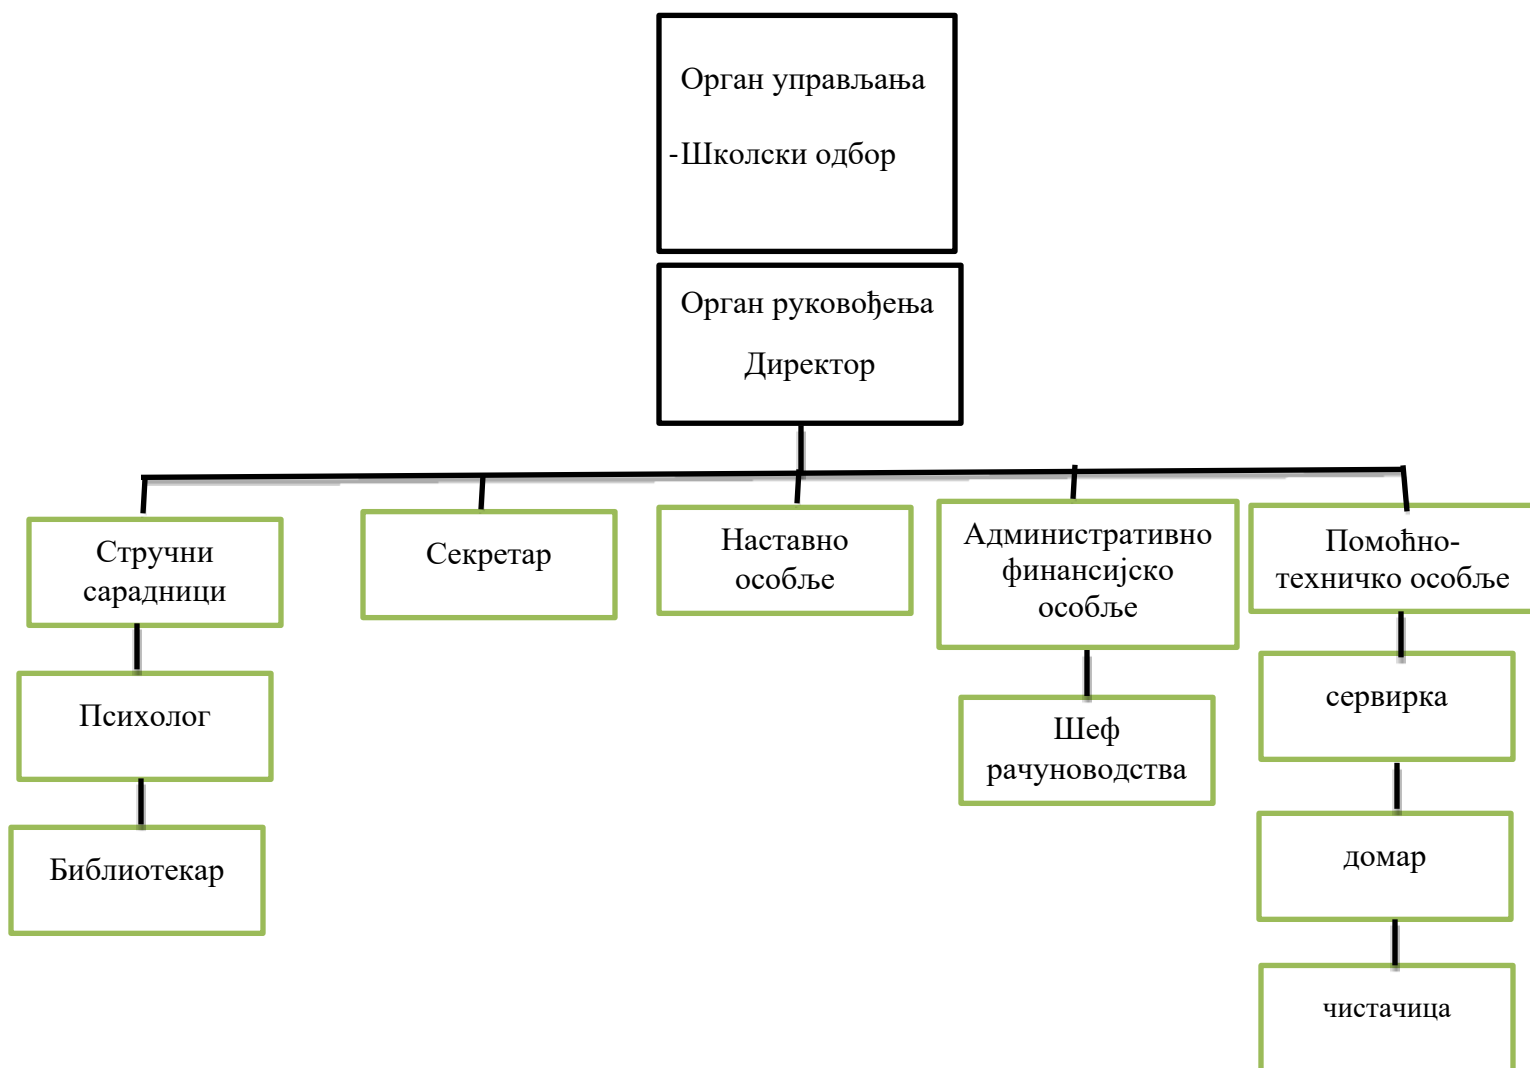 Орган управљања
-Школски одбор
Орган руковођења
Директор
Стручни
сарадници
Секретар
Наставно
особље
Административно
финансијско
особље
Помоћно-
техничко особље
Психолог
Шеф
рачуноводства
сервирка
Библиотекар
домар
чистачица